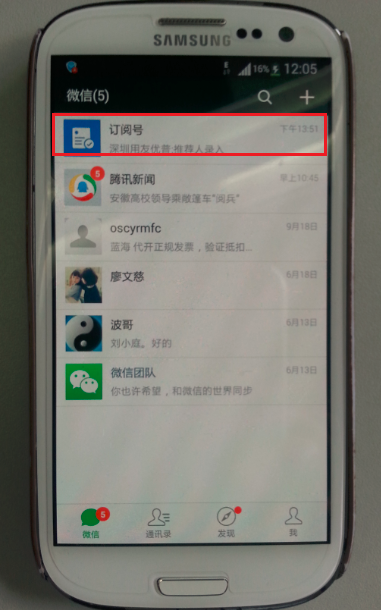 SAMSUNG
16% 12:05
微信(5)
订阅号 下午13:51
深圳用友优普:推荐人录入
5
腾讯新闻 早上10:45
安徽高校领导乘敞篷车"阅兵"
oscyrmfc 9月18日
蓝海 代开正规发票，验证抵扣...
廖文慈 6月18日
波哥 6月13日
刘小庭。好的
微信团队 6月13日
你也许希望，和微信的世界同步
5
微信 通讯录 发现 我